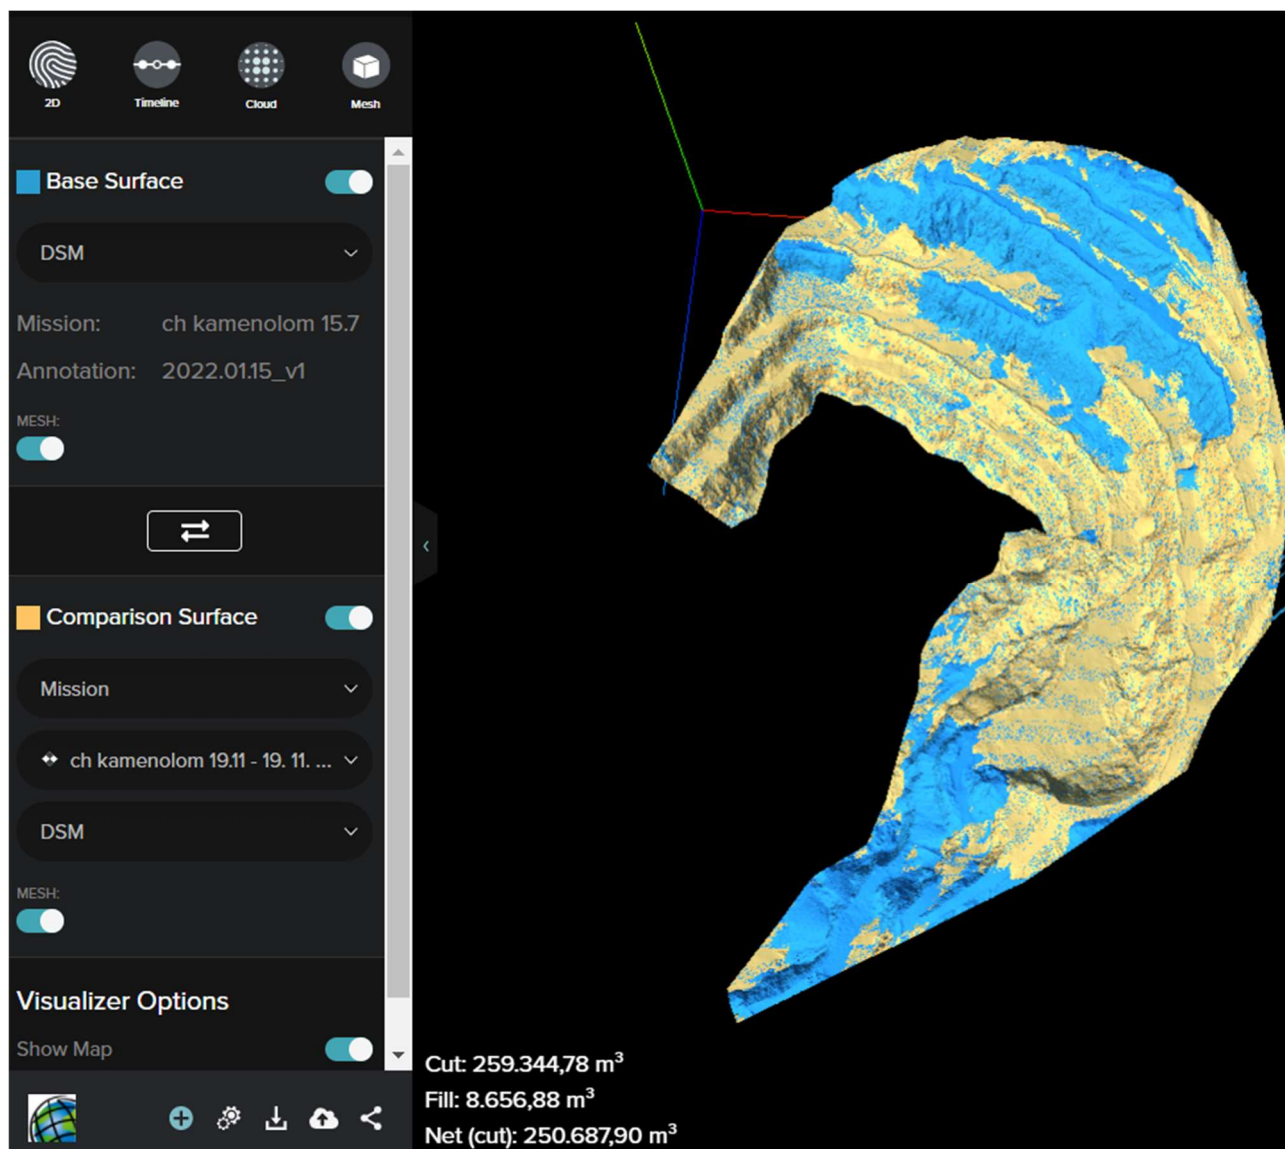 2D
Timeline
Cloud
Mesh
Base Surface
DSM
Mission: ch kamenolom 15.7
Annotation: 2022.01.15_v1
MESH:
Comparison Surface
Mission
ch kamenolom 19.11 - 19. 11. ...
DSM
MESH:
Visualizer Options
Show Map
Cut: 259.344,78 m³
Fill: 8.656,88 m³
Net (cut): 250.687,90 m³